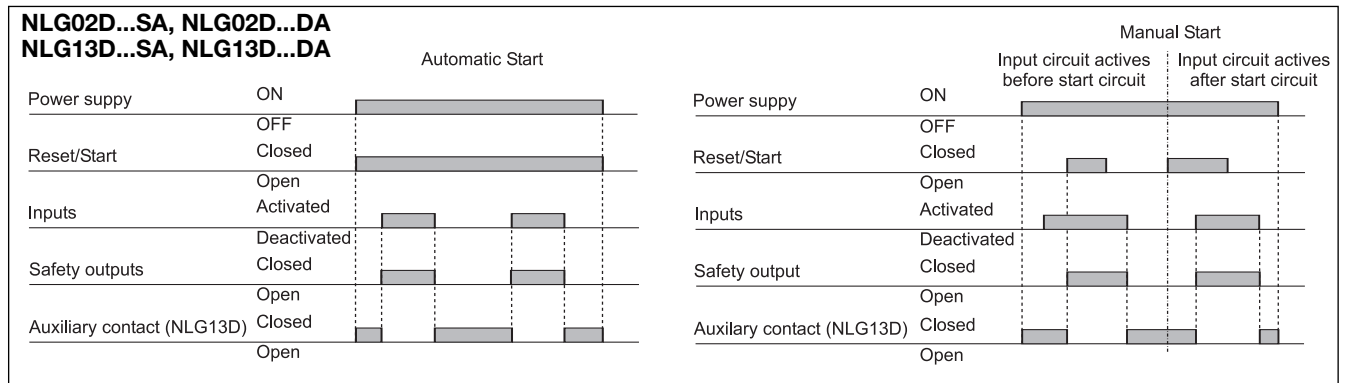 NLG02D...SA, NLG02D...DA
NLG13D...SA, NLG13D...DA
Automatic Start
Power suppy
ON
OFF
Reset/Start
Closed
Open
Inputs
Activated
Deactivated
Safety outputs
Closed
Open
Auxiliary contact (NLG13D)
Closed
Open
Manual Start
Input circuit actives
before start circuit
Input circuit actives
after start circuit
Power suppy
ON
OFF
Reset/Start
Closed
Open
Inputs
Activated
Deactivated
Safety output
Closed
Open
Auxilary contact (NLG13D)
Closed
Open